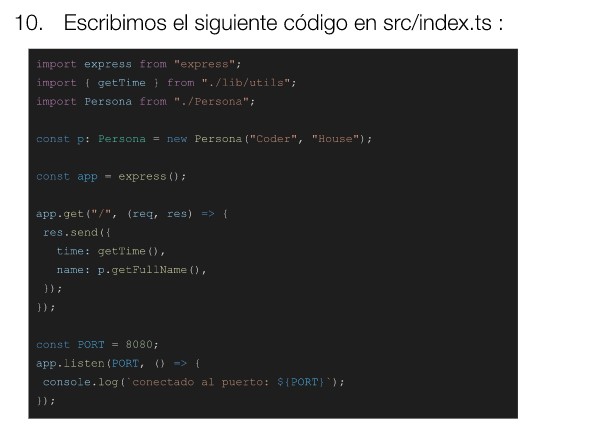 10. Escribimos el siguiente código en src/index.ts :
import express from "express";
import { getTime } from "./lib/utils";
import Persona from "./Persona";
const p: Persona = new Persona("Coder", "House");
const app = express();
app.get("/", (req, res) => {
res.send({
time: getTime(),
name: p.getFullName(),
});
});
const PORT = 8080;
app.listen(PORT, () => {
console.log(`conectado al puerto: ${PORT}`);
});